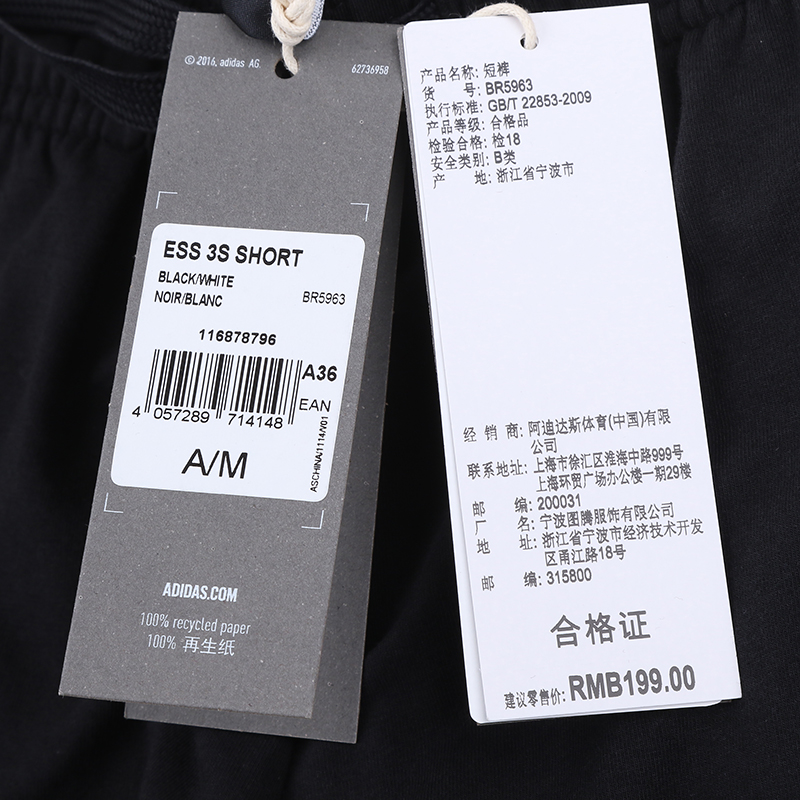 © 2016, adidas AG.
62736958
ESS 3S SHORT
BLACK/WHITE
NOIR/BLANC
BR5963
116878796
A36
EAN
4 057289 714148
ASCHINA/1114/V01
A/M
ADIDAS.COM
100% recycled paper
100% 再生纸
产品名称: 短裤
货 号: BR5963
执行标准: GB/T 22853-2009
产品等级: 合格品
检验合格: 检18
安全类别: B类
产 地: 浙江省宁波市
经 销 商: 阿迪达斯体育(中国)有限
公司
联系地址: 上海市徐汇区淮海中路999号
上海环贸广场办公楼一期29楼
邮 编: 200031
厂 名: 宁波图腾服饰有限公司
地 址: 浙江省宁波市经济技术开发
区甬江路18号
邮 编: 315800
合格证
建议零售价: RMB199.00